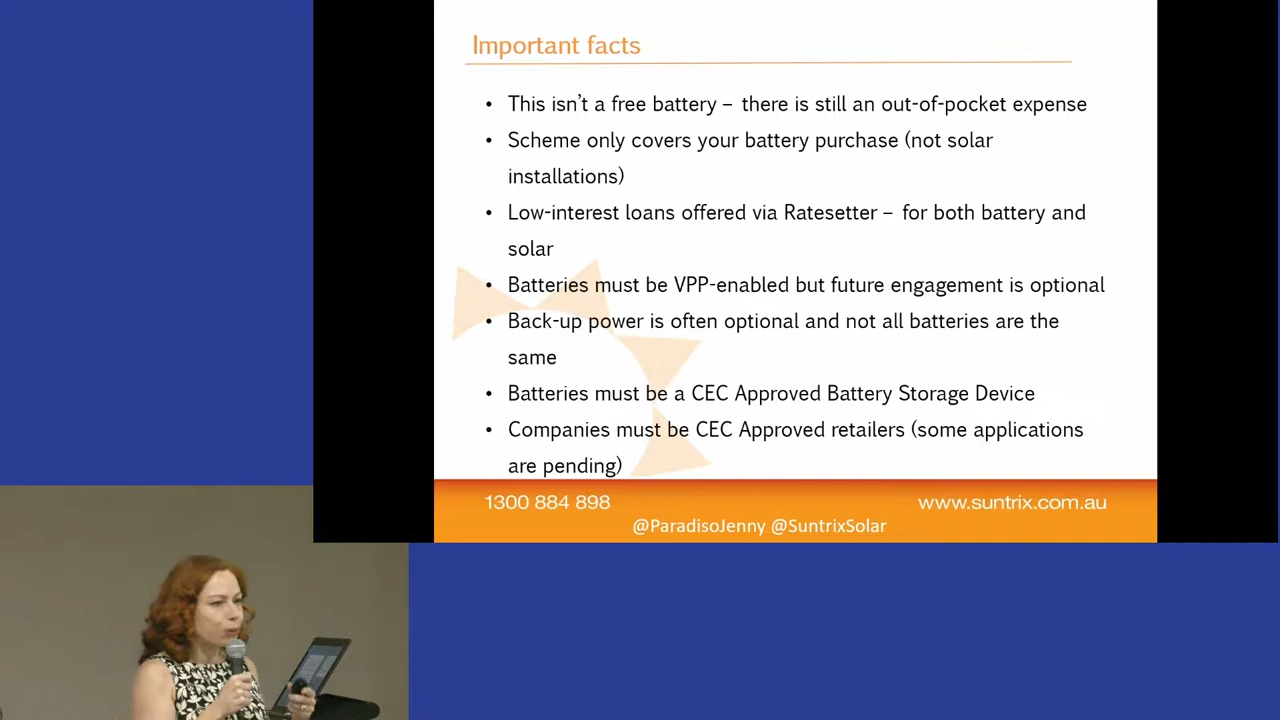 Important facts
• This isn't a free battery – there is still an out-of-pocket expense
• Scheme only covers your battery purchase (not solar
installations)
• Low-interest loans offered via Ratesetter – for both battery and
solar
• Batteries must be VPP-enabled but future engagement is optional
• Back-up power is often optional and not all batteries are the
same
• Batteries must be a CEC Approved Battery Storage Device
• Companies must be CEC Approved retailers (some applications
are pending)
1300 884 898
www.suntrix.com.au
@ParadisoJenny @SuntrixSolar